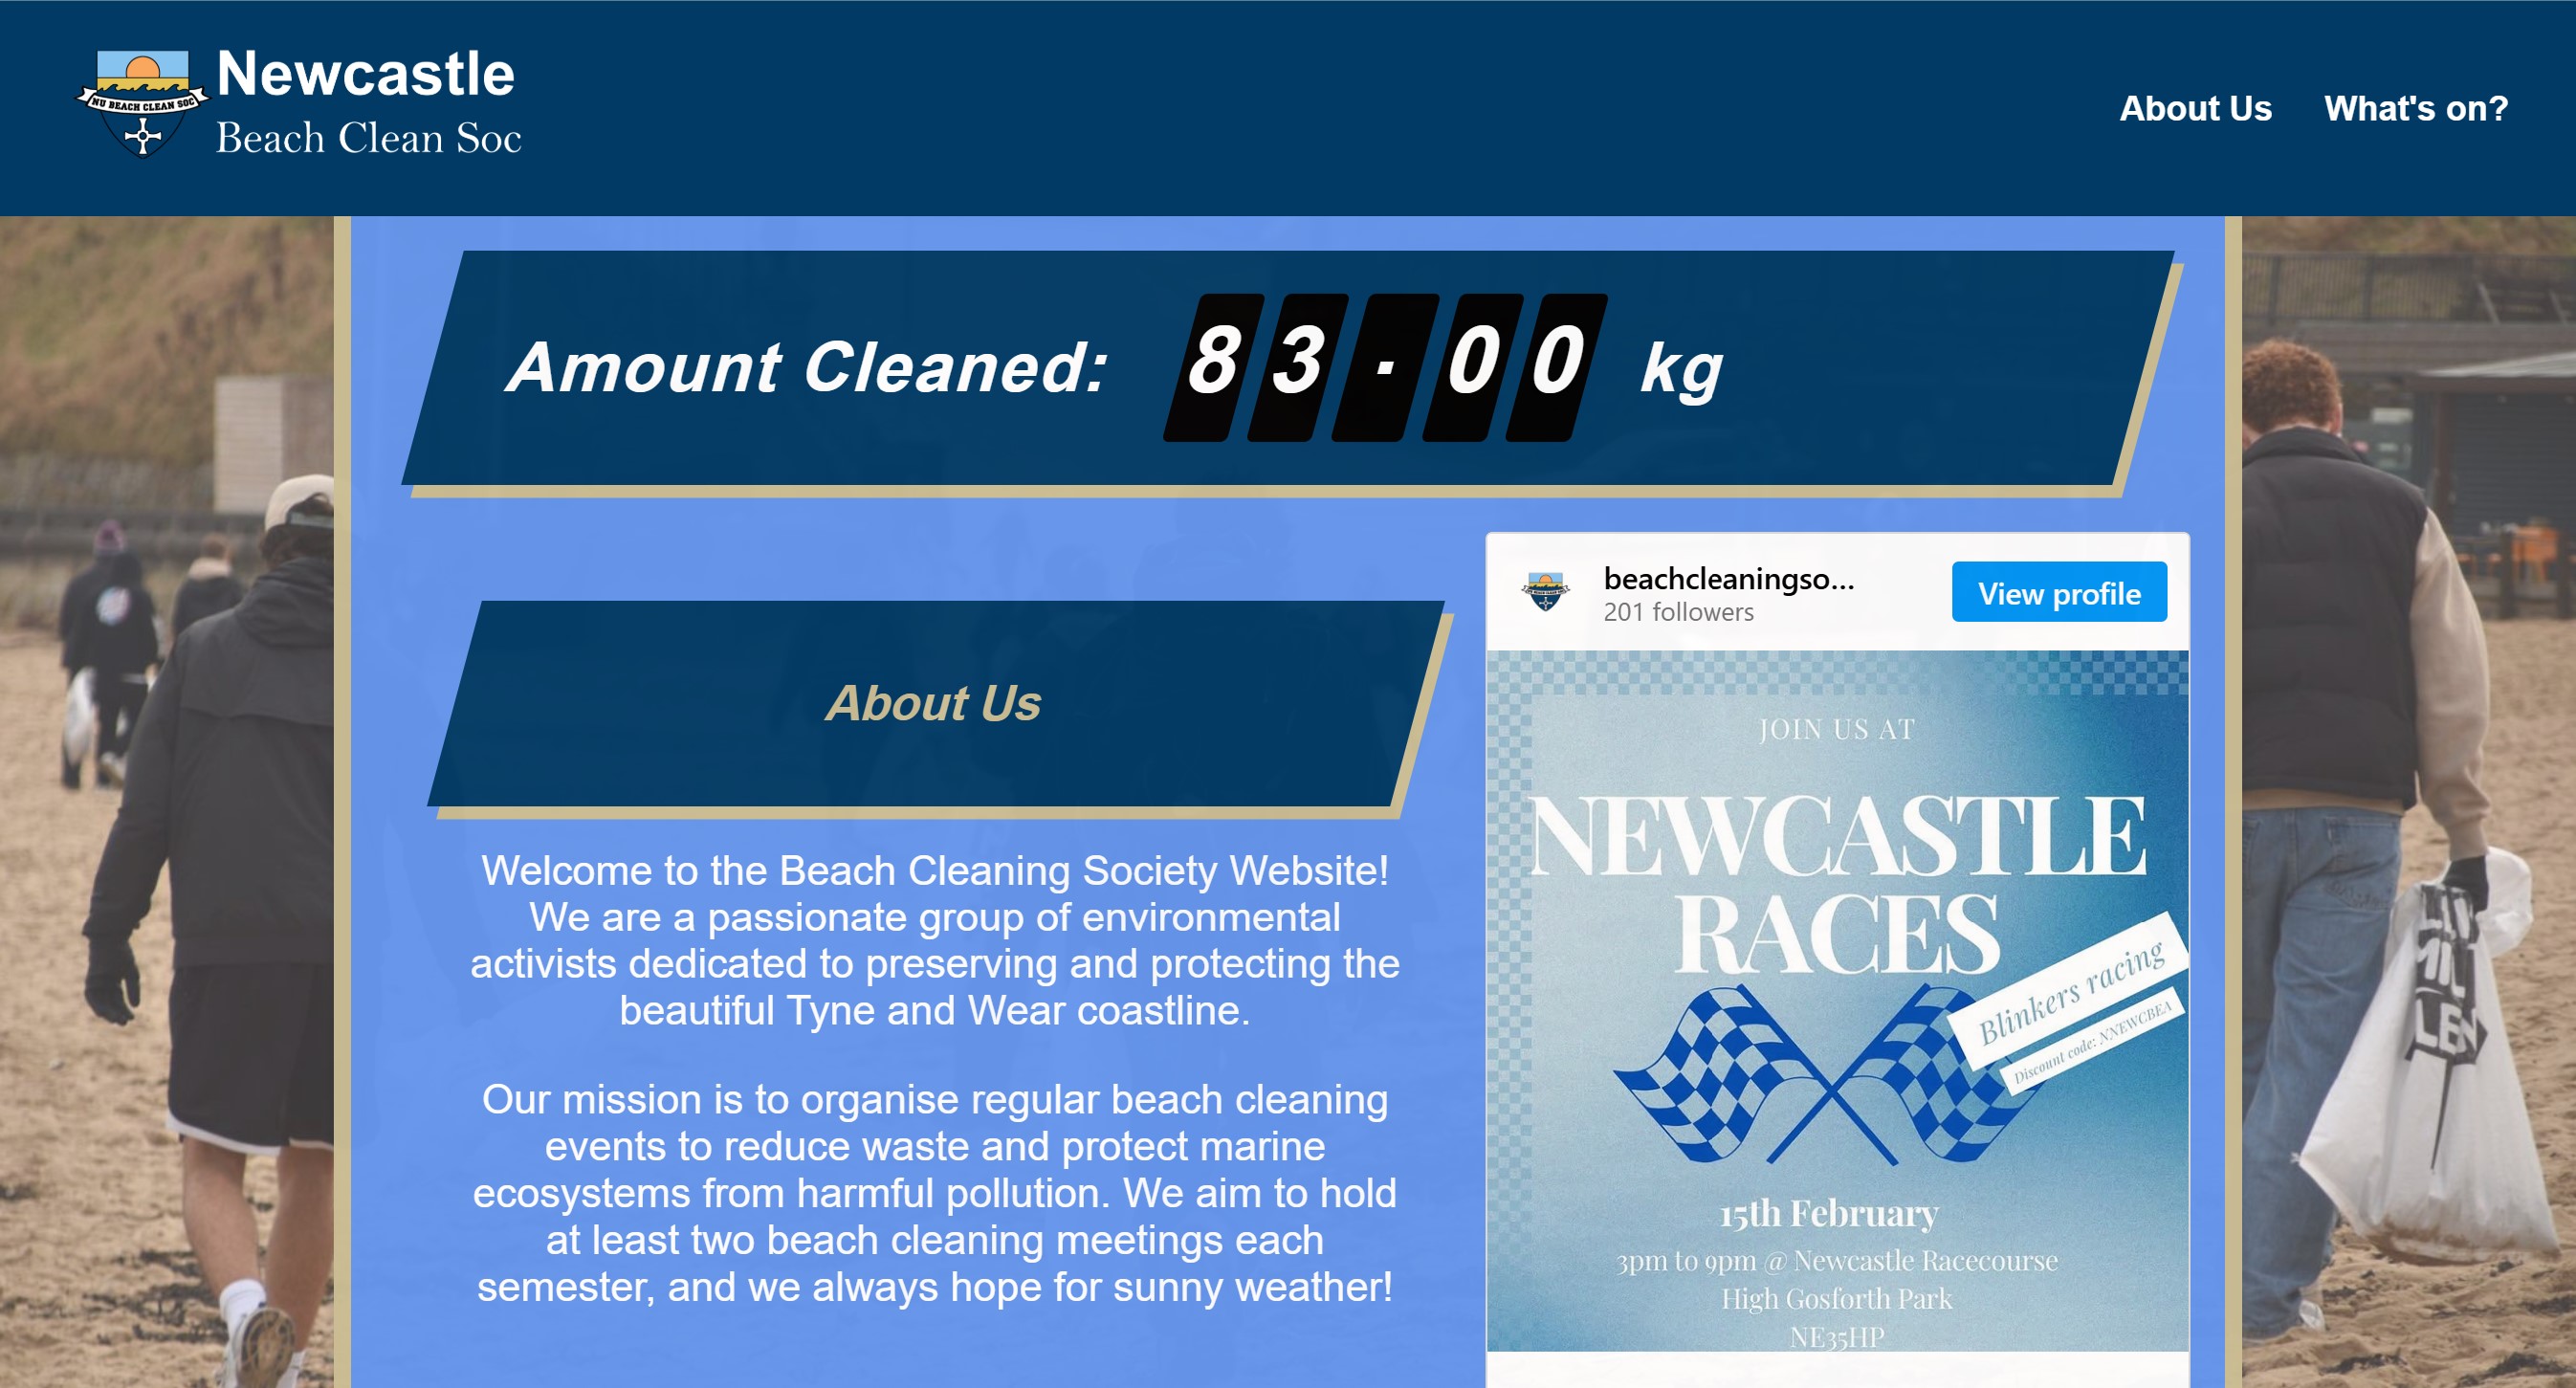 NU BEACH CLEAN SOC
Newcastle
Beach Clean Soc
About Us
What's on?
Amount Cleaned: 83.00 kg
About Us
Welcome to the Beach Cleaning Society Website!
We are a passionate group of environmental
activists dedicated to preserving and protecting the
beautiful Tyne and Wear coastline.
Our mission is to organise regular beach cleaning
events to reduce waste and protect marine
ecosystems from harmful pollution. We aim to hold
at least two beach cleaning meetings each
semester, and we always hope for sunny weather!
beachcleaningso...
201 followers
View profile
JOIN US AT
NEWCASTLE
RACES
Blinkers racing
Discount code: NNEWCBEA
15th February
3pm to 9pm @ Newcastle Racecourse
High Gosforth Park
NE35HP